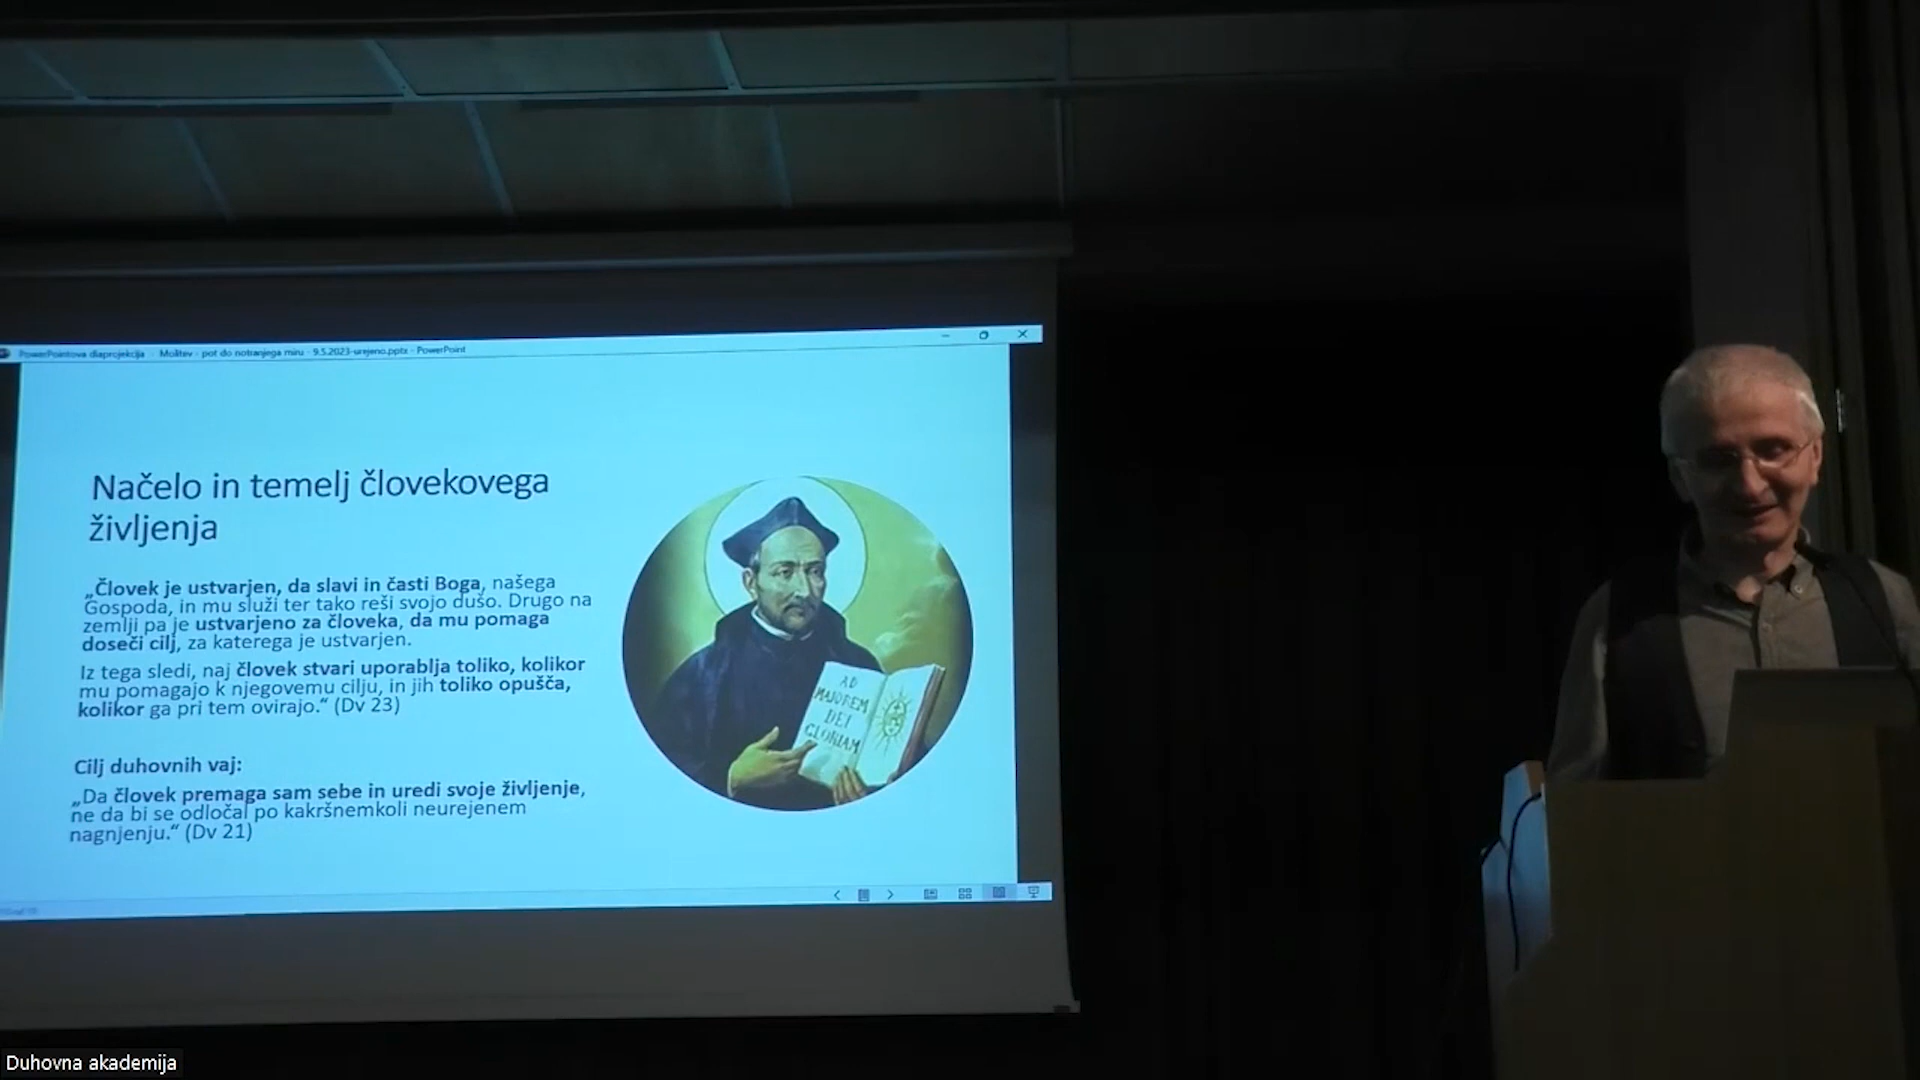 PowerPointova diaprojekcija - Molitev - pot do notranjega miru - 9.5.2023-urejeno.pptx - PowerPoint
Načelo in temelj človekovega
življenja
„Človek je ustvarjen, da slavi in časti Boga, našega
Gospoda, in mu služi ter tako reši svojo dušo. Drugo na
zemlji pa je ustvarjeno za človeka, da mu pomaga
doseči cilj, za katerega je ustvarjen.
Iz tega sledi, naj človek stvari uporablja toliko, kolikor
mu pomagajo k njegovemu cilju, in jih toliko opušča,
kolikor ga pri tem ovirajo.“ (Dv 23)
Cilj duhovnih vaj:
„Da človek premaga sam sebe in uredi svoje življenje,
ne da bi se odločal po kakršnemkoli neurejenem
nagnjenju.“ (Dv 21)
AD
MAJOREM
DEI
GLORIAM
Duhovna akademija